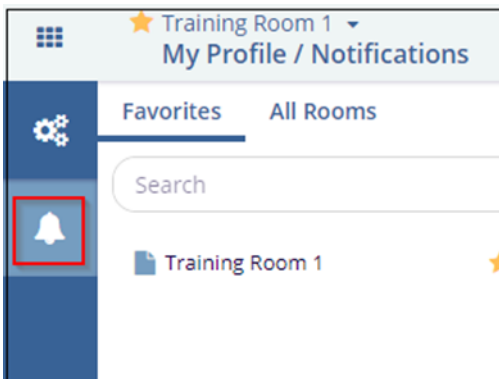 Training Room 1
My Profile / Notifications
Favorites All Rooms
Search
Training Room 1